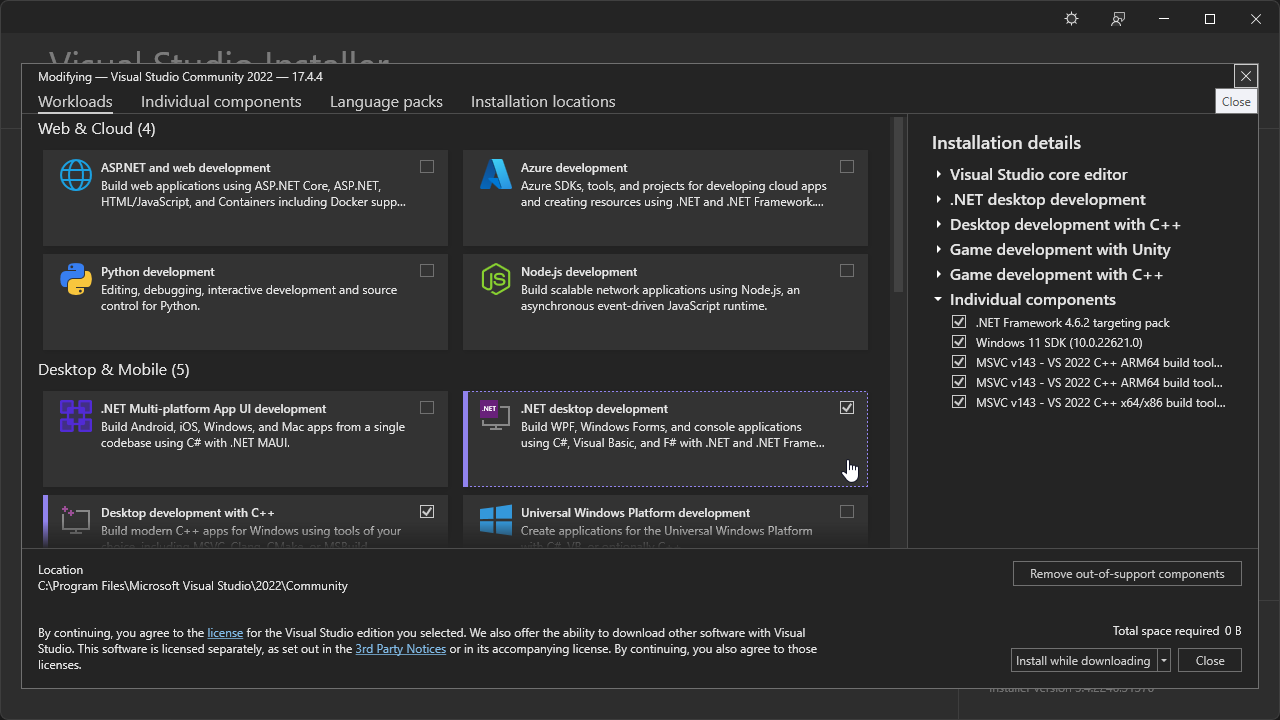 Visual Studio Installer
Modifying — Visual Studio Community 2022 — 17.4.4
Workloads
Individual components
Language packs
Installation locations
Close
Web & Cloud (4)
ASP.NET and web development
Build web applications using ASP.NET Core, ASP.NET,
HTML/JavaScript, and Containers including Docker supp...
Azure development
Azure SDKs, tools, and projects for developing cloud apps
and creating resources using .NET and .NET Framework....
Python development
Editing, debugging, interactive development and source
control for Python.
JS
Node.js development
Build scalable network applications using Node.js, an
asynchronous event-driven JavaScript runtime.
Desktop & Mobile (5)
.NET Multi-platform App UI development
Build Android, iOS, Windows, and Mac apps from a single
codebase using C# with .NET MAUI.
.NET
.NET desktop development
Build WPF, Windows Forms, and console applications
using C#, Visual Basic, and F# with .NET and .NET Frame...
Desktop development with C++
Build modern C++ apps for Windows using tools of your
choice, including MSVC, Clang, CMake, or MSBuild.
Universal Windows Platform development
Create applications for the Universal Windows Platform
with C#, VB, or optionally C++.
Installation details
Visual Studio core editor
.NET desktop development
Desktop development with C++
Game development with Unity
Game development with C++
Individual components
.NET Framework 4.6.2 targeting pack
Windows 11 SDK (10.0.22621.0)
MSVC v143 - VS 2022 C++ ARM64 build tool...
MSVC v143 - VS 2022 C++ ARM64 build tool...
MSVC v143 - VS 2022 C++ x64/x86 build tool...
Location
C:\Program Files\Microsoft Visual Studio\2022\Community
Remove out-of-support components
By continuing, you agree to the license for the Visual Studio edition you selected. We also offer the ability to download other software with Visual
Studio. This software is licensed separately, as set out in the 3rd Party Notices or in its accompanying license. By continuing, you also agree to those
licenses.
Total space required 0 B
Install while downloading
Close
Installer version